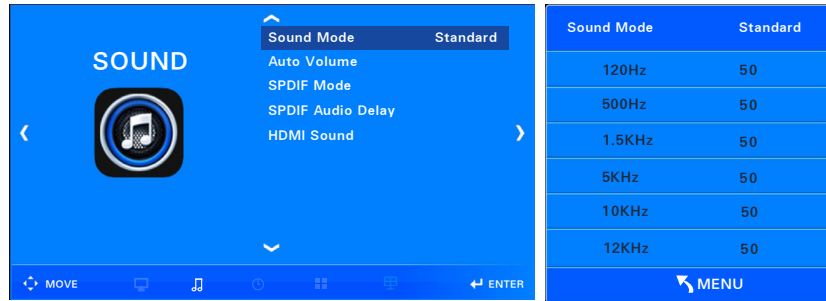 SOUND
Sound Mode Standard
Auto Volume
SPDIF Mode
SPDIF Audio Delay
HDMI Sound
MOVE ENTER
Sound Mode Standard
120Hz 50
500Hz 50
1.5KHz 50
5KHz 50
10KHz 50
12KHz 50
MENU